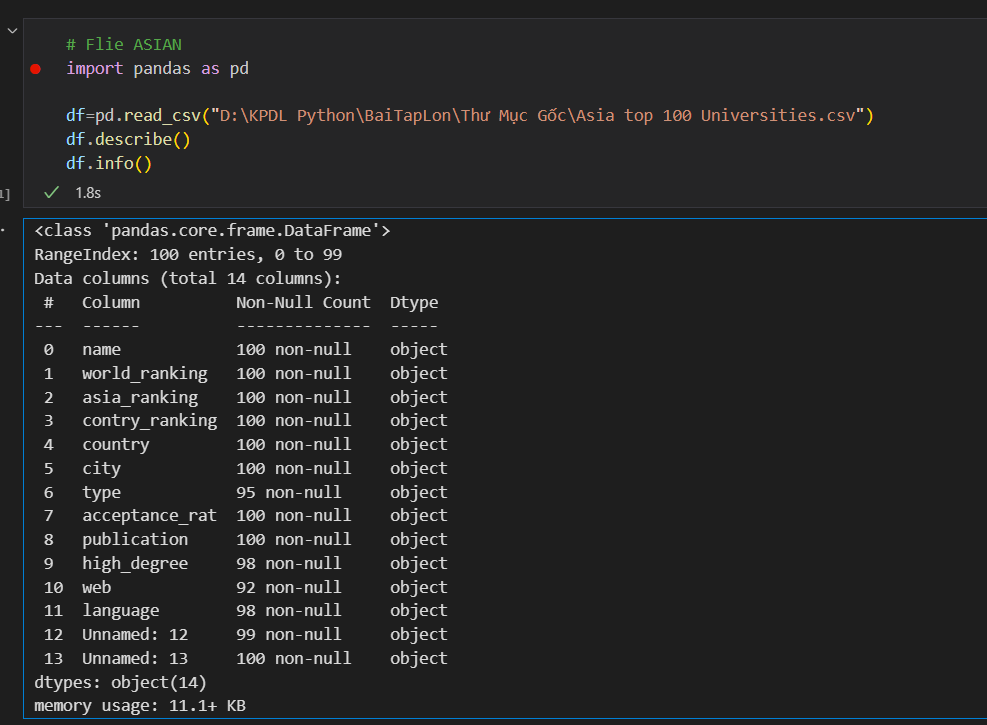 # Flie ASIAN
import pandas as pd
df=pd.read_csv("D:\KPDL Python\BaiTapLon\Thư Mục Gốc\Asia top 100 Universities.csv")
df.describe()
df.info()
1]
1.8s
<class 'pandas.core.frame.DataFrame'>
RangeIndex: 100 entries, 0 to 99
Data columns (total 14 columns):
 #   Column          Non-Null Count  Dtype
---  ------          --------------  -----
 0   name            100 non-null    object
 1   world_ranking   100 non-null    object
 2   asia_ranking    100 non-null    object
 3   contry_ranking  100 non-null    object
 4   country         100 non-null    object
 5   city            100 non-null    object
 6   type            95 non-null     object
 7   acceptance_rat  100 non-null    object
 8   publication     100 non-null    object
 9   high_degree     98 non-null     object
 10  web             92 non-null     object
 11  language        98 non-null     object
 12  Unnamed: 12     99 non-null     object
 13  Unnamed: 13     100 non-null    object
dtypes: object(14)
memory usage: 11.1+ KB